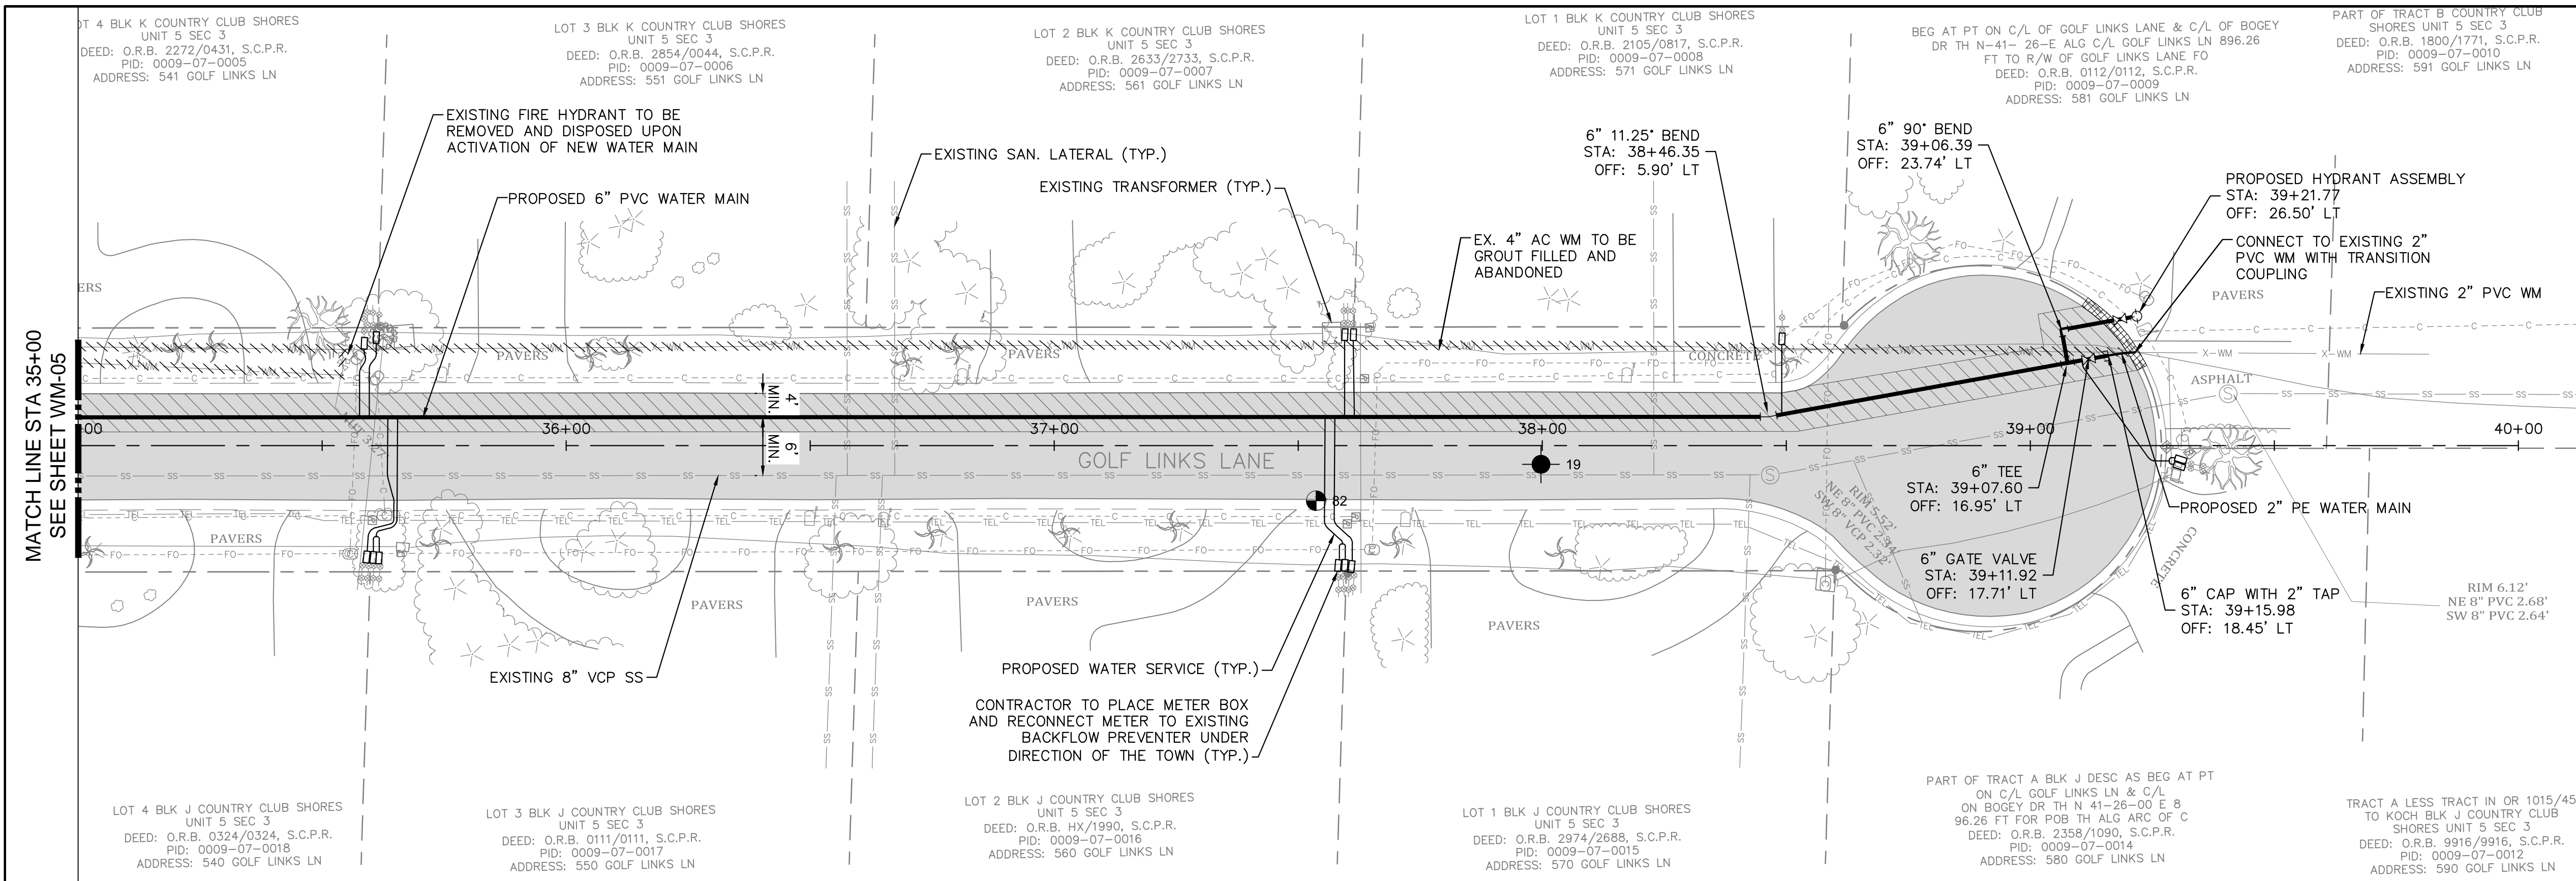 OT 4 BLK K COUNTRY CLUB SHORES
UNIT 5 SEC 3
DEED: O.R.B. 2272/0431, S.C.P.R.
PID: 0009-07-0005
ADDRESS: 541 GOLF LINKS LN
LOT 3 BLK K COUNTRY CLUB SHORES
UNIT 5 SEC 3
DEED: O.R.B. 2854/0044, S.C.P.R.
PID: 0009-07-0006
ADDRESS: 551 GOLF LINKS LN
LOT 2 BLK K COUNTRY CLUB SHORES
UNIT 5 SEC 3
DEED: O.R.B. 2633/2733, S.C.P.R.
PID: 0009-07-0007
ADDRESS: 561 GOLF LINKS LN
LOT 1 BLK K COUNTRY CLUB SHORES
UNIT 5 SEC 3
DEED: O.R.B. 2105/0817, S.C.P.R.
PID: 0009-07-0008
ADDRESS: 571 GOLF LINKS LN
BEG AT PT ON C/L OF GOLF LINKS LANE & C/L OF BOGEY
DR TH N-41- 26-E ALG C/L GOLF LINKS LN 896.26
FT TO R/W OF GOLF LINKS LANE FO
DEED: O.R.B. 0112/0112, S.C.P.R.
PID: 0009-07-0009
ADDRESS: 581 GOLF LINKS LN
PART OF TRACT B COUNTRY CLUB
SHORES UNIT 5 SEC 3
DEED: O.R.B. 1800/1771, S.C.P.R.
PID: 0009-07-0010
ADDRESS: 591 GOLF LINKS LN
EXISTING FIRE HYDRANT TO BE
REMOVED AND DISPOSED UPON
ACTIVATION OF NEW WATER MAIN
PROPOSED 6" PVC WATER MAIN
EXISTING SAN. LATERAL (TYP.)
EXISTING TRANSFORMER (TYP.)
6" 11.25° BEND
STA: 38+46.35
OFF: 5.90' LT
6" 90° BEND
STA: 39+06.39
OFF: 23.74' LT
PROPOSED HYDRANT ASSEMBLY
STA: 39+21.77
OFF: 26.50' LT
CONNECT TO EXISTING 2"
PVC WM WITH TRANSITION
COUPLING
EX. 4" AC WM TO BE
GROUT FILLED AND
ABANDONED
EXISTING 2" PVC WM
ERS
PAVERS
PAVERS
CONCRETE
PAVERS
ASPHALT
MATCH LINE STA 35+00
SEE SHEET WM-05
4'
MIN.
6'
MIN.
00
36+00
37+00
38+00
39+00
40+00
GOLF LINKS LANE
19
82
RIM 5.52'
NE 8" PVC 2.34'
SW 8" VCP 2.32'
6" TEE
STA: 39+07.60
OFF: 16.95' LT
PROPOSED 2" PE WATER MAIN
6" GATE VALVE
STA: 39+11.92
OFF: 17.71' LT
CONCRETE
6" CAP WITH 2" TAP
STA: 39+15.98
OFF: 18.45' LT
RIM 6.12'
NE 8" PVC 2.68'
SW 8" PVC 2.64'
PAVERS
PAVERS
PAVERS
PAVERS
EXISTING 8" VCP SS
PROPOSED WATER SERVICE (TYP.)
CONTRACTOR TO PLACE METER BOX
AND RECONNECT METER TO EXISTING
BACKFLOW PREVENTER UNDER
DIRECTION OF THE TOWN (TYP.)
LOT 4 BLK J COUNTRY CLUB SHORES
UNIT 5 SEC 3
DEED: O.R.B. 0324/0324, S.C.P.R.
PID: 0009-07-0018
ADDRESS: 540 GOLF LINKS LN
LOT 3 BLK J COUNTRY CLUB SHORES
UNIT 5 SEC 3
DEED: O.R.B. 0111/0111, S.C.P.R.
PID: 0009-07-0017
ADDRESS: 550 GOLF LINKS LN
LOT 2 BLK J COUNTRY CLUB SHORES
UNIT 5 SEC 3
DEED: O.R.B. HX/1990, S.C.P.R.
PID: 0009-07-0016
ADDRESS: 560 GOLF LINKS LN
LOT 1 BLK J COUNTRY CLUB SHORES
UNIT 5 SEC 3
DEED: O.R.B. 2974/2688, S.C.P.R.
PID: 0009-07-0015
ADDRESS: 570 GOLF LINKS LN
PART OF TRACT A BLK J DESC AS BEG AT PT
ON C/L GOLF LINKS LN & C/L
ON BOGEY DR TH N 41-26-00 E 8
96.26 FT FOR POB TH ALG ARC OF C
DEED: O.R.B. 2358/1090, S.C.P.R.
PID: 0009-07-0014
ADDRESS: 580 GOLF LINKS LN
TRACT A LESS TRACT IN OR 1015/45
TO KOCH BLK J COUNTRY CLUB
SHORES UNIT 5 SEC 3
DEED: O.R.B. 9916/9916, S.C.P.R.
PID: 0009-07-0012
ADDRESS: 590 GOLF LINKS LN